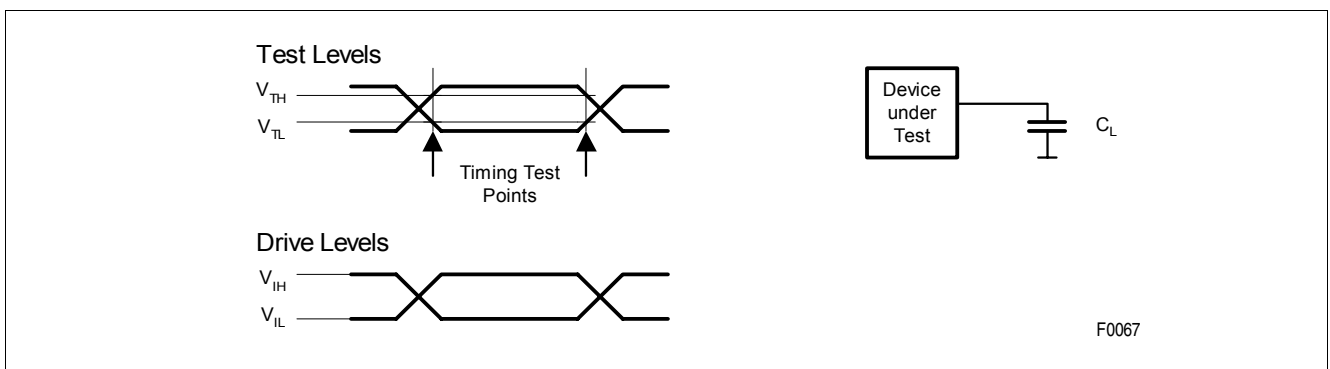 Test Levels
V_TH
V_TL
Timing Test
Points
Device
under
Test
C_L
Drive Levels
V_IH
V_IL
F0067